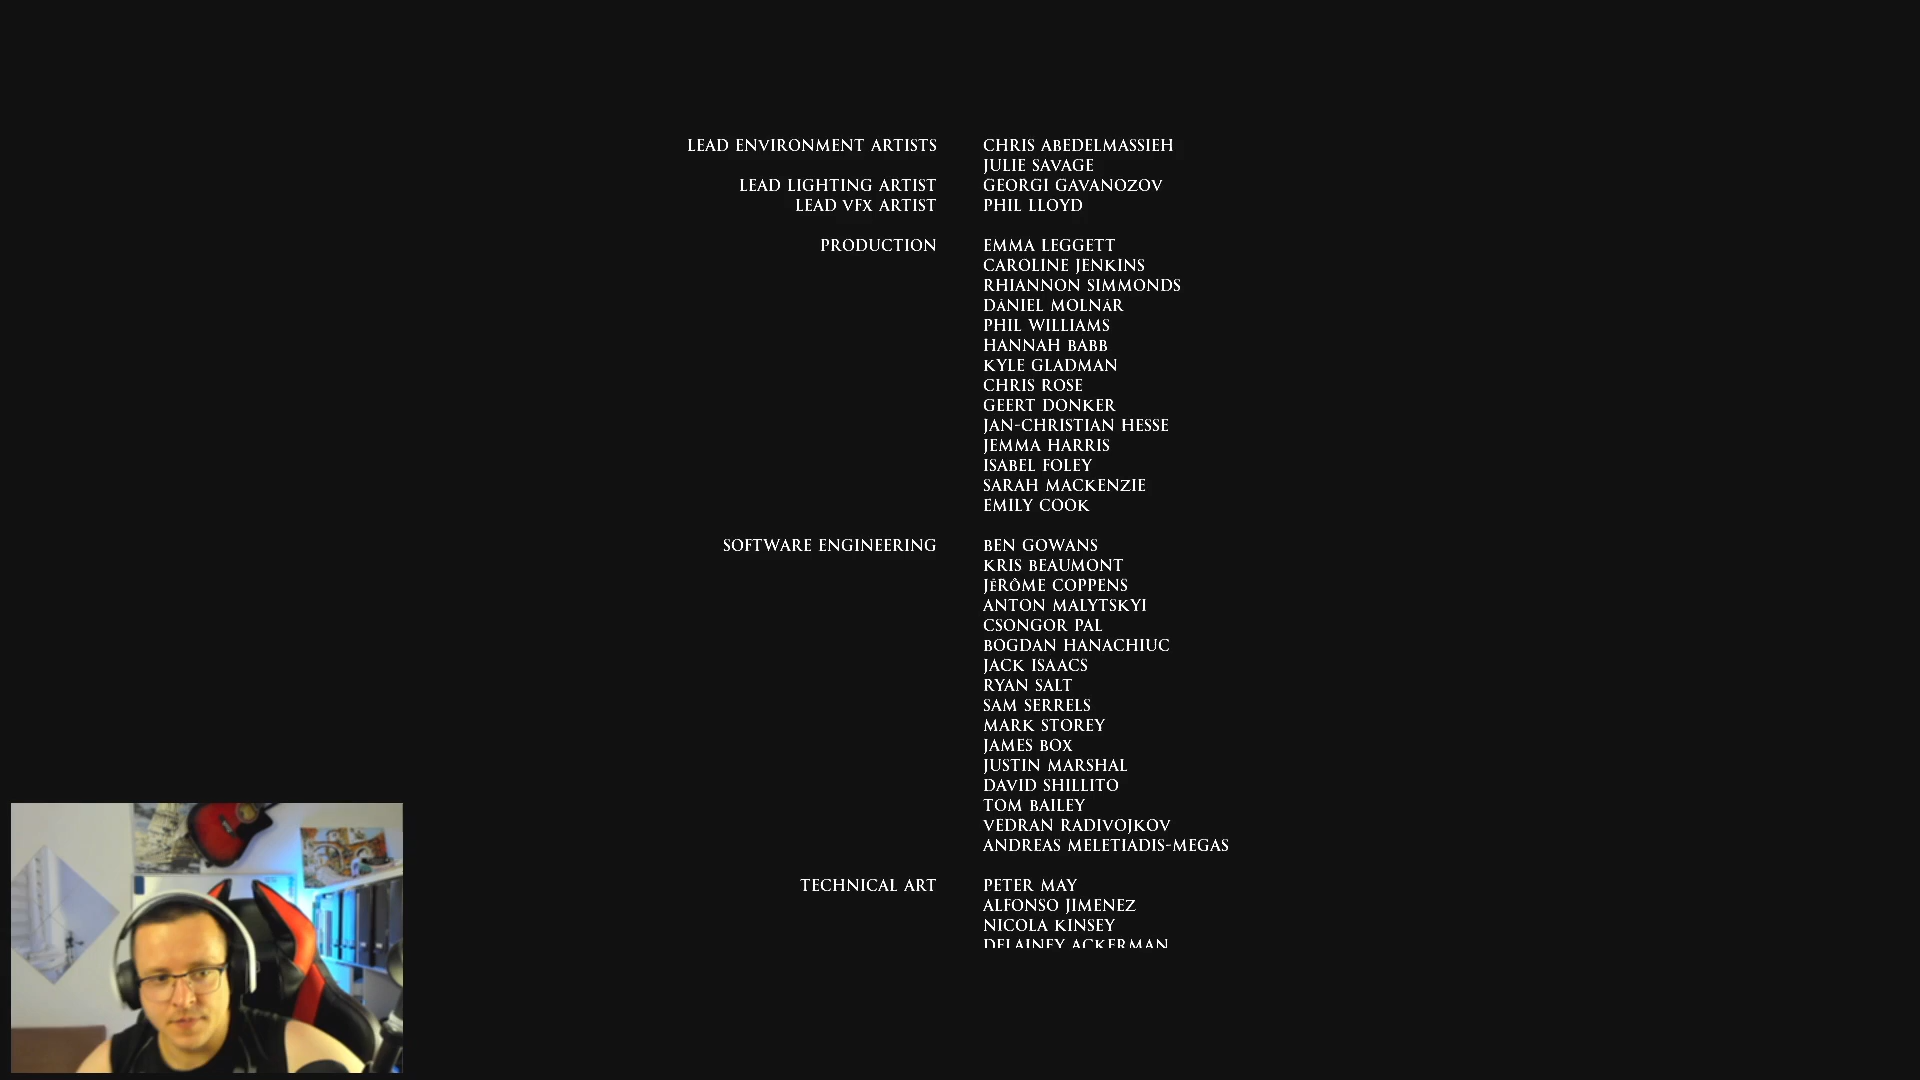 LEAD ENVIRONMENT ARTISTS CHRIS ABEDELMASSIEH
JULIE SAVAGE
LEAD LIGHTING ARTIST GEORGI GAVANOZOV
LEAD VFX ARTIST PHIL LLOYD
PRODUCTION EMMA LEGGETT
CAROLINE JENKINS
RHIANNON SIMMONDS
DÁNIEL MOLNÁR
PHIL WILLIAMS
HANNAH BABB
KYLE GLADMAN
CHRIS ROSE
GEERT DONKER
JAN-CHRISTIAN HESSE
JEMMA HARRIS
ISABEL FOLEY
SARAH MACKENZIE
EMILY COOK
SOFTWARE ENGINEERING BEN GOWANS
KRIS BEAUMONT
JÉRÔME COPPENS
ANTON MALYTSKYI
CSONGOR PAL
BOGDAN HANACHIUC
JACK ISAACS
RYAN SALT
SAM SERRELS
MARK STOREY
JAMES BOX
JUSTIN MARSHAL
DAVID SHILLITO
TOM BAILEY
VEDRAN RADIVOJKOV
ANDREAS MELETIADIS-MEGAS
TECHNICAL ART PETER MAY
ALFONSO JIMENEZ
NICOLA KINSEY
DELAINEY ACKERMAN